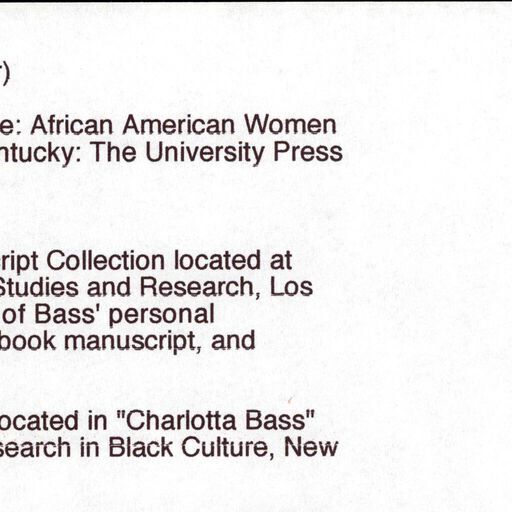 r)
e: African American Women
ntucky: The University Press
ript Collection located at
Studies and Research, Los
of Bass' personal
book manuscript, and
ocated in "Charlotta Bass"
search in Black Culture, New